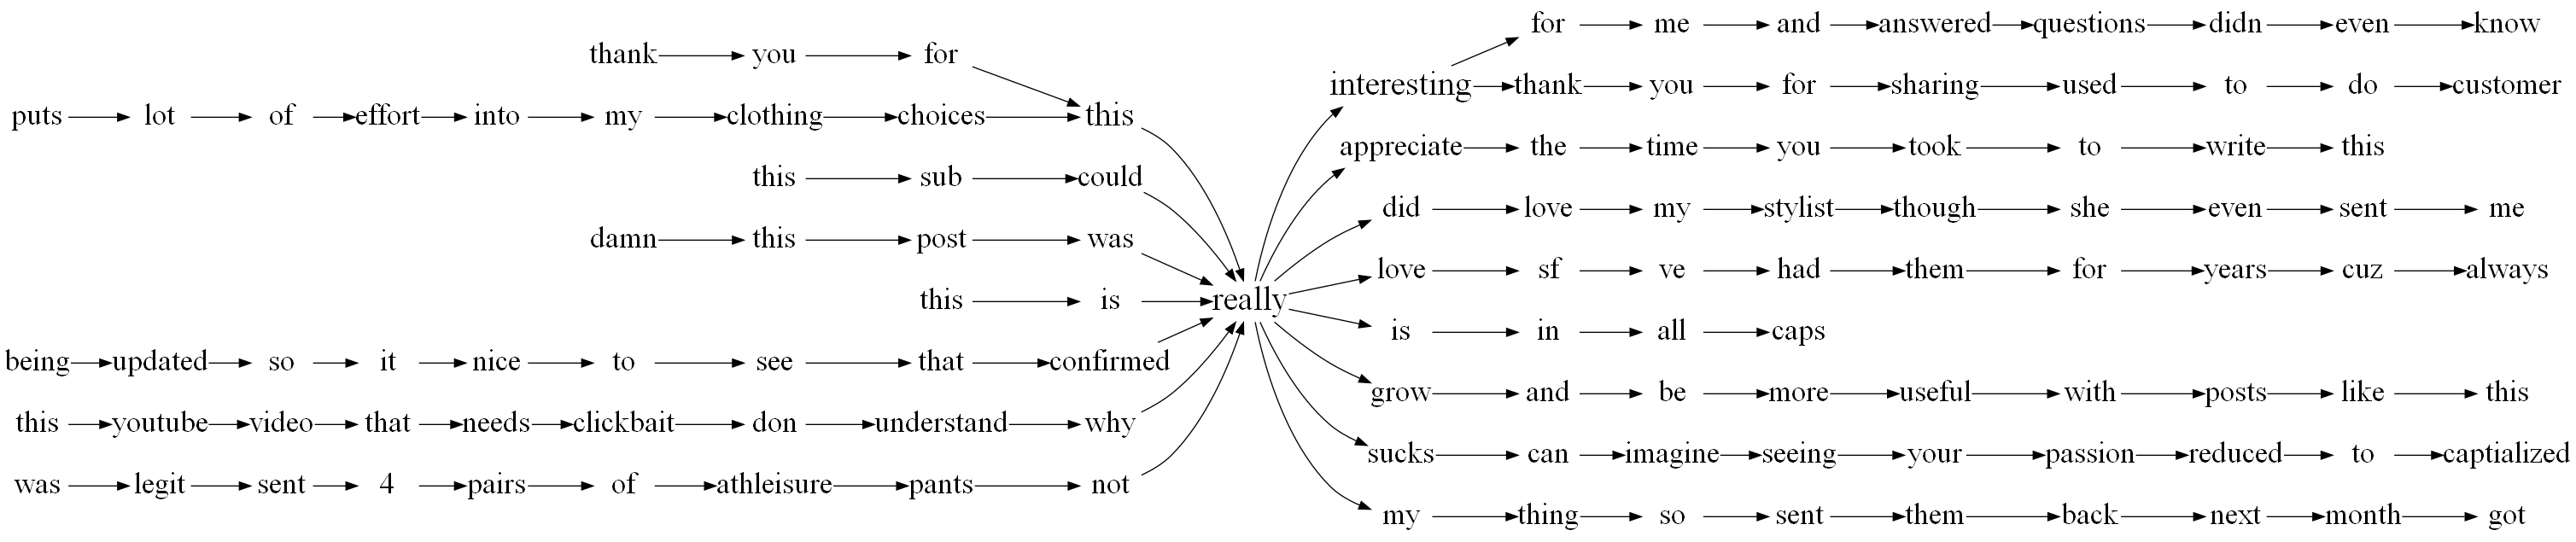 for me and answered questions didn even know
thank you for
interesting thank you for sharing used to do customer
puts lot of effort into my clothing choices this
appreciate the time you took to write this
this sub could
did love my stylist though she even sent me
damn this post was
love sf ve had them for years cuz always
this is really
is in all caps
being updated so it nice to see that confirmed
grow and be more useful with posts like this
this youtube video that needs clickbait don understand why
sucks can imagine seeing your passion reduced to captialized
was legit sent 4 pairs of athleisure pants not
my thing so sent them back next month got